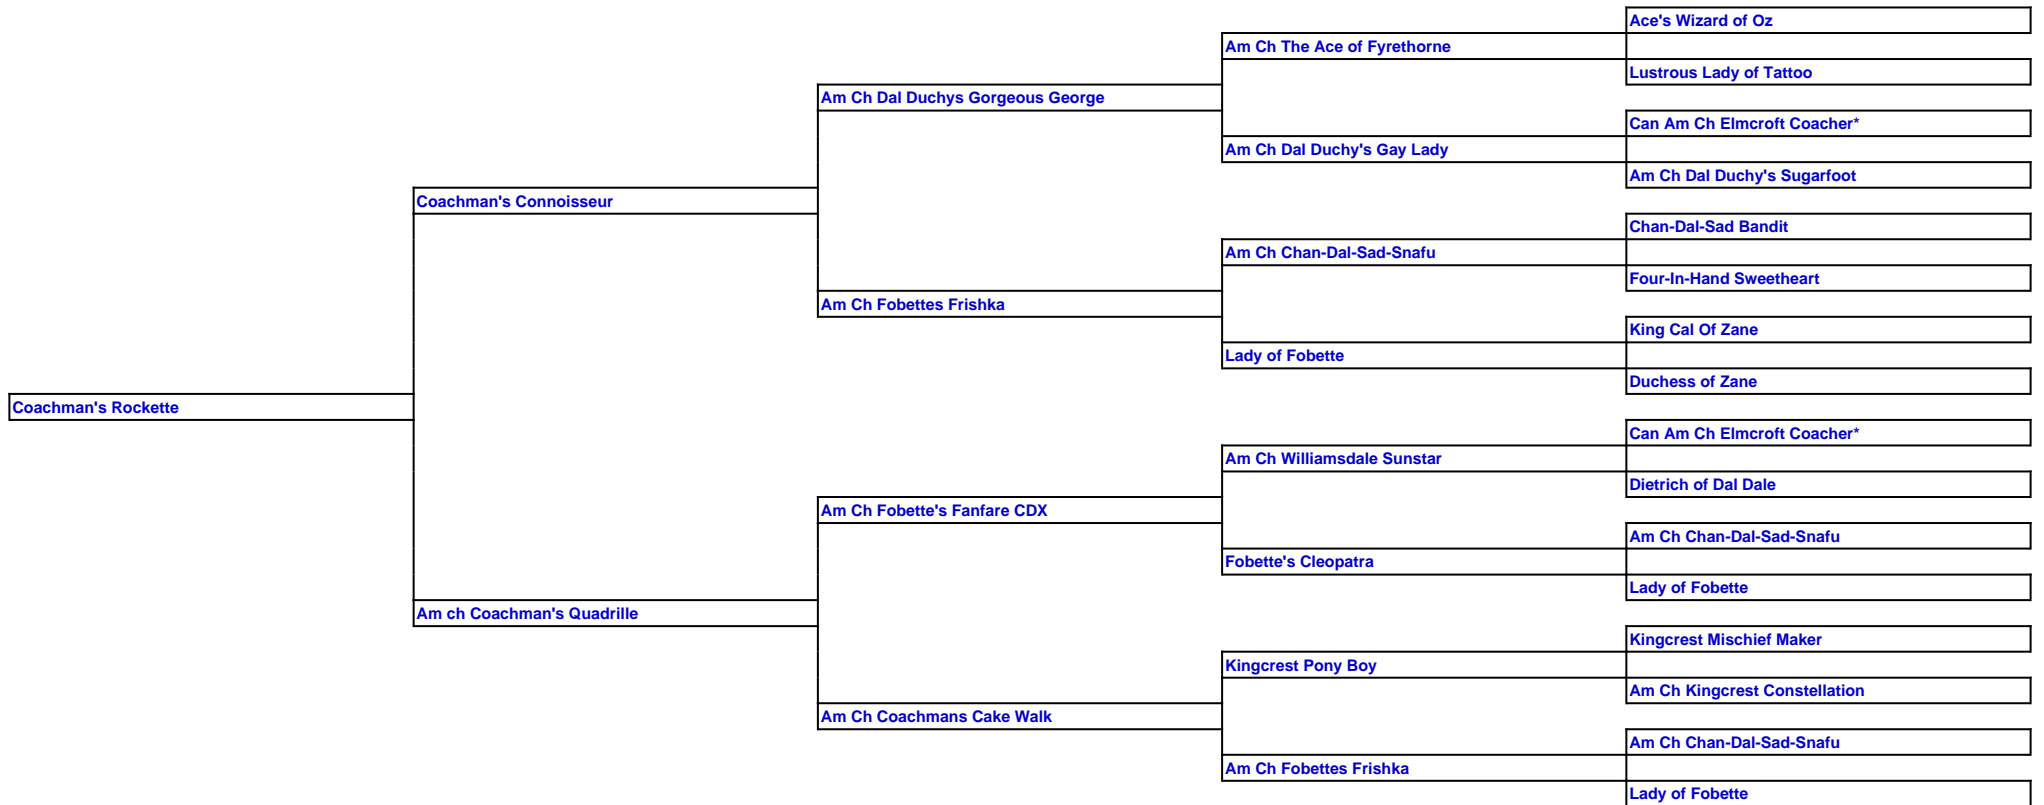 Ace's Wizard of Oz
Am Ch The Ace of Fyrethorne
Lustrous Lady of Tattoo
Am Ch Dal Duchys Gorgeous George
Can Am Ch Elmcroft Coacher*
Am Ch Dal Duchy's Gay Lady
Am Ch Dal Duchy's Sugarfoot
Coachman's Connoisseur
Chan-Dal-Sad Bandit
Am Ch Chan-Dal-Sad-Snafu
Four-In-Hand Sweetheart
Am Ch Fobettes Frishka
King Cal Of Zane
Lady of Fobette
Duchess of Zane
Coachman's Rockette
Can Am Ch Elmcroft Coacher*
Am Ch Williamsdale Sunstar
Dietrich of Dal Dale
Am Ch Fobette's Fanfare CDX
Am Ch Chan-Dal-Sad-Snafu
Fobette's Cleopatra
Lady of Fobette
Am ch Coachman's Quadrille
Kingcrest Mischief Maker
Kingcrest Pony Boy
Am Ch Kingcrest Constellation
Am Ch Coachmans Cake Walk
Am Ch Chan-Dal-Sad-Snafu
Am Ch Fobettes Frishka
Lady of Fobette